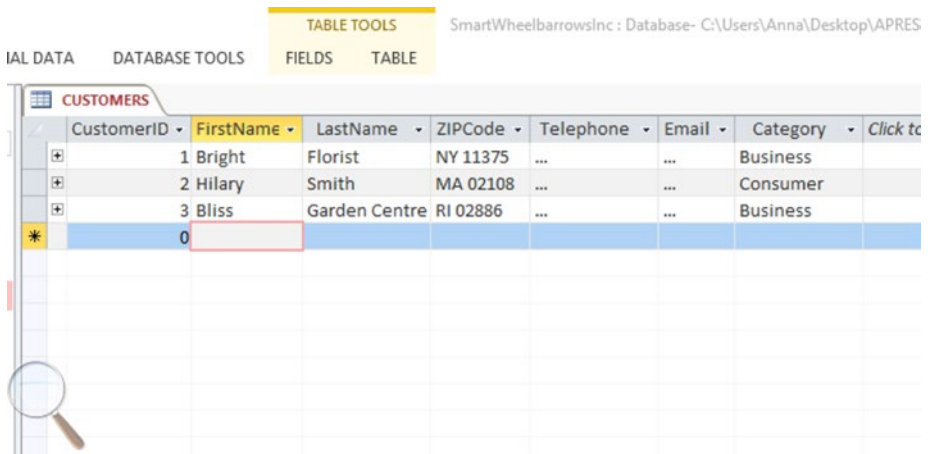 TABLE TOOLS SmartWheelbarrowsInc : Database- C:\Users\Anna\Desktop\APRES
DATA DATABASE TOOLS FIELDS TABLE
CUSTOMERS
CustomerID FirstName LastName ZIPCode Telephone Email Category Click to
1 Bright Florist NY 11375 ... ... Business
2 Hilary Smith MA 02108 ... ... Consumer
3 Bliss Garden Centre RI 02886 ... ... Business
0